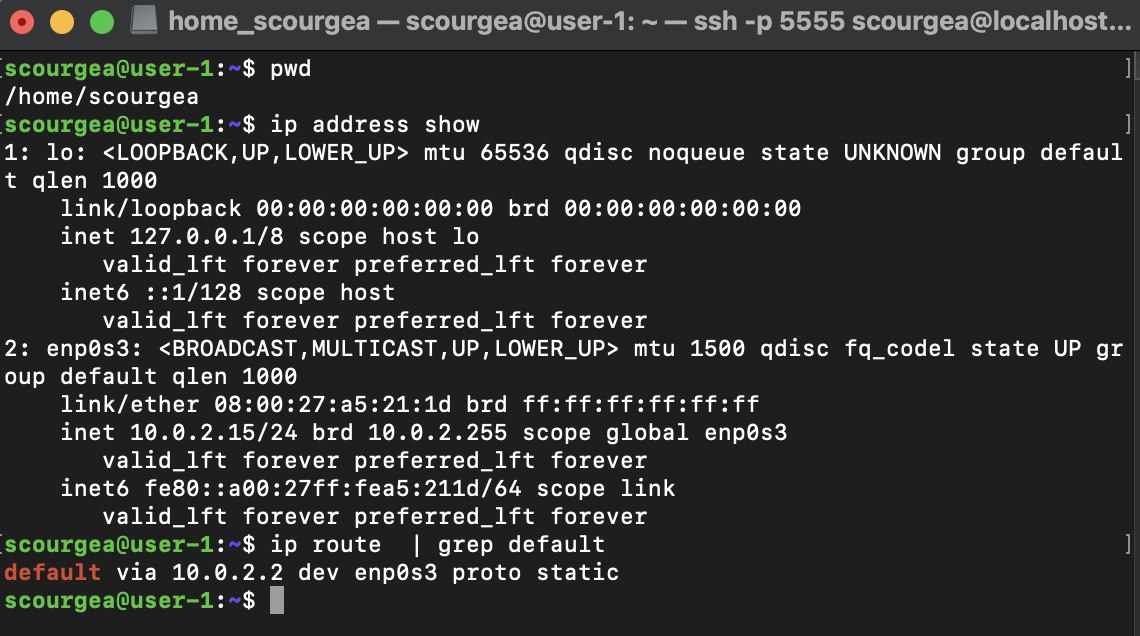 home_scourgea — scourgea@user-1: ~ — ssh -p 5555 scourgea@localhost...
[scourgea@user-1:~$ pwd ]
/home/scourgea
[scourgea@user-1:~$ ip address show ]
1: lo: <LOOPBACK,UP,LOWER_UP> mtu 65536 qdisc noqueue state UNKNOWN group defaul
t qlen 1000
    link/loopback 00:00:00:00:00:00 brd 00:00:00:00:00:00
    inet 127.0.0.1/8 scope host lo
       valid_lft forever preferred_lft forever
    inet6 ::1/128 scope host
       valid_lft forever preferred_lft forever
2: enp0s3: <BROADCAST,MULTICAST,UP,LOWER_UP> mtu 1500 qdisc fq_codel state UP gr
oup default qlen 1000
    link/ether 08:00:27:a5:21:1d brd ff:ff:ff:ff:ff:ff
    inet 10.0.2.15/24 brd 10.0.2.255 scope global enp0s3
       valid_lft forever preferred_lft forever
    inet6 fe80::a00:27ff:fea5:211d/64 scope link
       valid_lft forever preferred_lft forever
[scourgea@user-1:~$ ip route  | grep default ]
default via 10.0.2.2 dev enp0s3 proto static
scourgea@user-1:~$